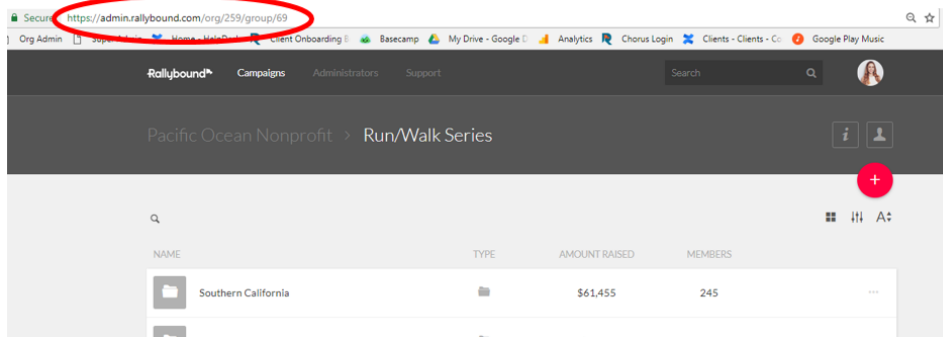 Secure https://admin.rallybound.com/org/259/group/69
Org Admin Super Admin Home - HelpDesk Client Onboarding Basecamp My Drive - Google D Analytics Chorus Login Clients - Clients - Co Google Play Music
Rallybound Campaigns Administrators Support Search
Pacific Ocean Nonprofit > Run/Walk Series
NAME TYPE AMOUNT RAISED MEMBERS
Southern California $61,455 245